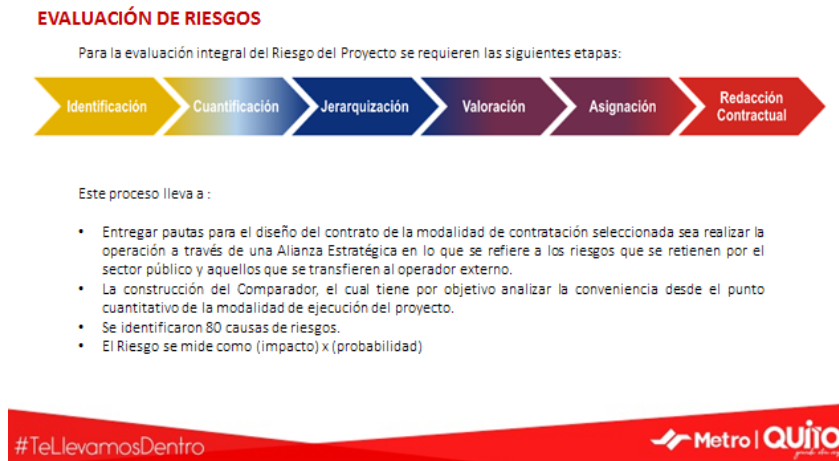 EVALUACIÓN DE RIESGOS
Para la evaluación integral del Riesgo del Proyecto se requieren las siguientes etapas:
Identificación
Cuantificación
Jerarquización
Valoración
Asignación
Redacción
Contractual
Este proceso lleva a :
• Entregar pautas para el diseño del contrato de la modalidad de contratación seleccionada sea realizar la
operación a través de una Alianza Estratégica en lo que se refiere a los riesgos que se retienen por el
sector público y aquellos que se transfieren al operador externo.
• La construcción del Comparador, el cual tiene por objetivo analizar la conveniencia desde el punto
cuantitativo de la modalidad de ejecución del proyecto.
• Se identificaron 80 causas de riesgos.
• El Riesgo se mide como (impacto) x (probabilidad)
#TeLlevamosDentro
Metro | QUITO